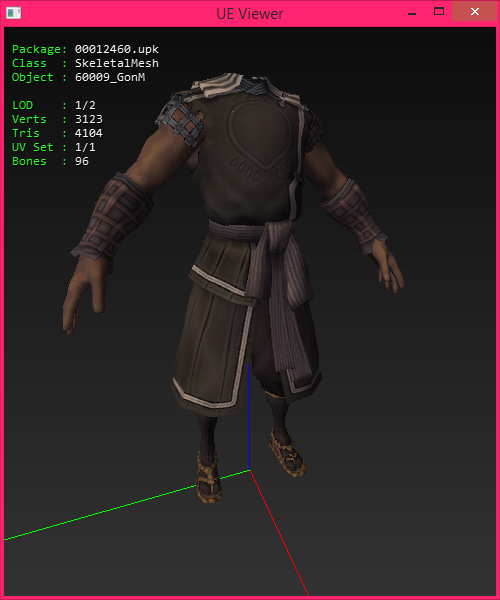 UE Viewer
Package: 00012460.upk
Class : SkeletalMesh
Object : 60009_GonM
LOD : 1/2
Verts : 3123
Tris : 4104
UV Set : 1/1
Bones : 96